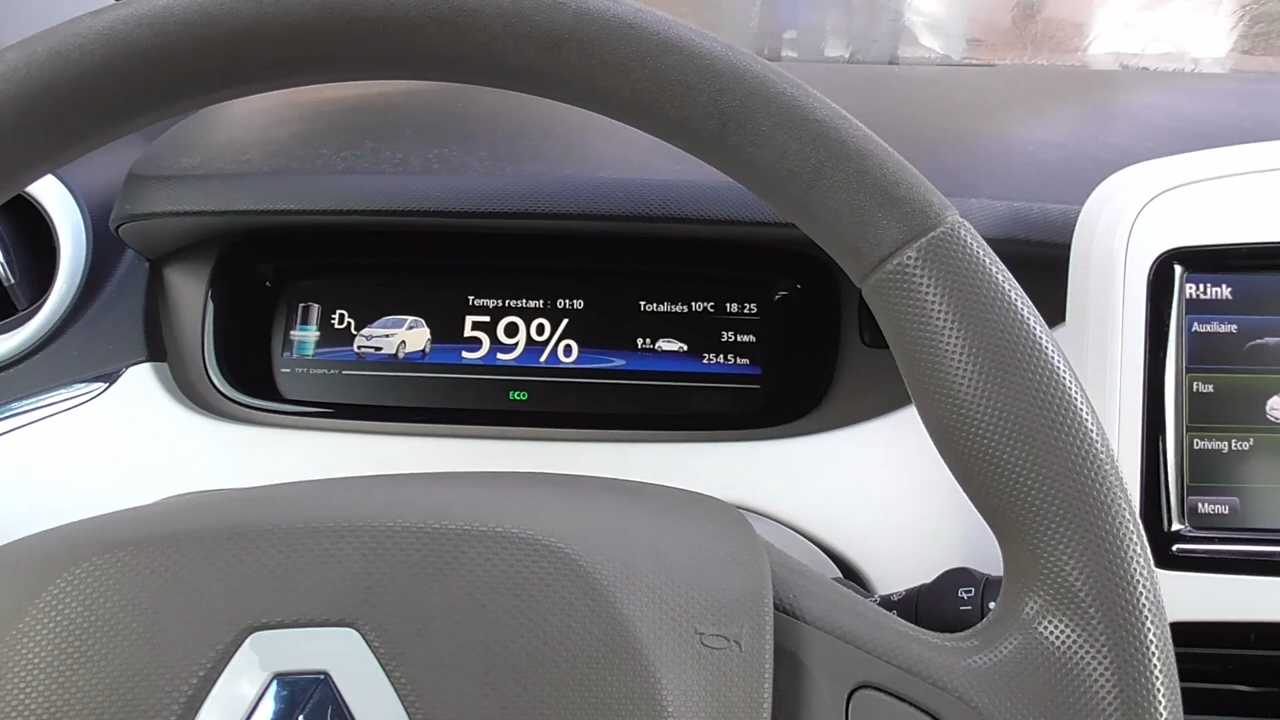 Temps restant : 01:10
59%
Totalisés 10°C 18:25
35 kWh
254.5 km
TFT DISPLAY
ECO
R-Link
Auxiliaire
Flux
Driving Eco²
Menu